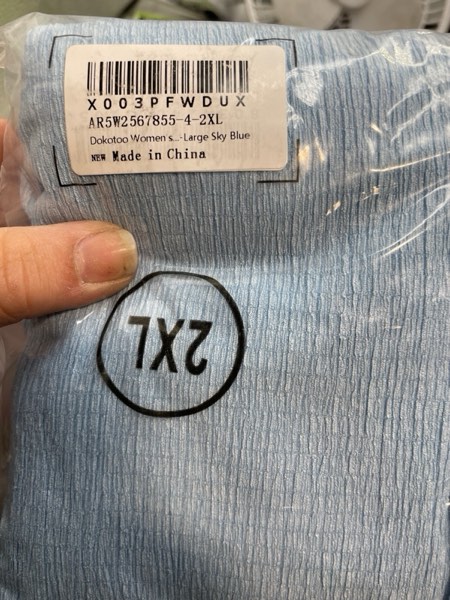 X003PFWDUX
AR5W2567855-4-2XL
Dokotoo Women s...-Large Sky Blue
NEW Made in China
2XL